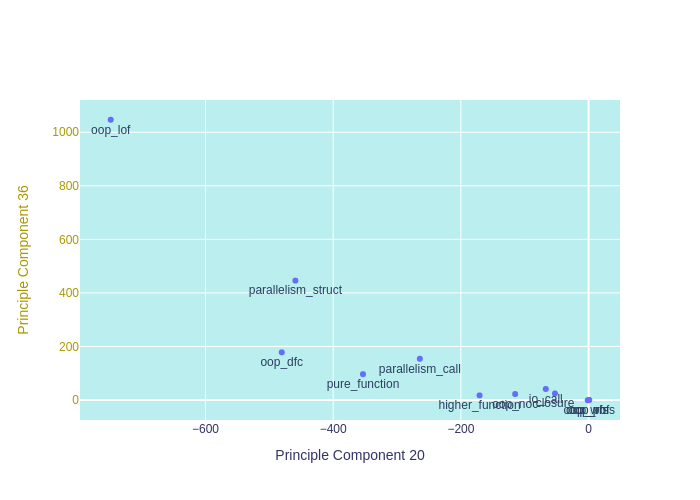 1000
oop_lof
800
600
400
parallelism_struct
200
oop_dfc
parallelism_call
pure_function
0
higher_function
io_call
closure
−600
−400
−200
0
Principle Component 20
Principle Component 36